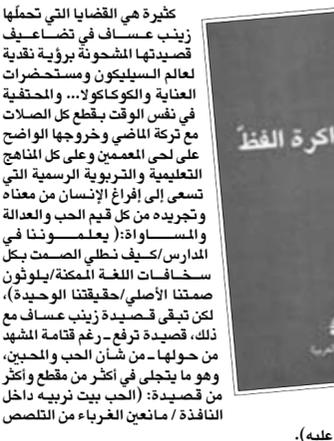 كثيرة هي القضايا التي تحملها
زينب عساف في تضاعيف
قصيدتها المشحونة برؤية نقدية
لعالم السيليكون ومستحضرات
العناية والكوكاكولا... والمحتفية
في نفس الوقت بقطع كل الصلات
مع تركة الماضي وخروجها الواضح
على لحى المعممين وعلى كل المناهج
التعليمية والتربوية الرسمية التي
تسعى إلى إفراغ الإنسان من معناه
وتجريده من كل قيم الحب والعدالة
والمساواة:( يعلموننا في
المدارس/كيف نطلي الصمت بكل
سخافات اللغة الممكنة/يلوثون
صمتنا الأصلي/حقيقتنا الوحيدة)،
لكن تبقى قصيدة زينب عساف مع
ذلك، قصيدة ترفع ـ رغم قتامة المشهد
من حولها ـ من شأن الحب والمحبين،
وهو ما يتجلى في أكثر من مقطع وأكثر
من قصيدة: (الحب بيت نربيه داخل
النافذة / مانعين الغرباء من التلصص
عليه).
اكرة الفظّ